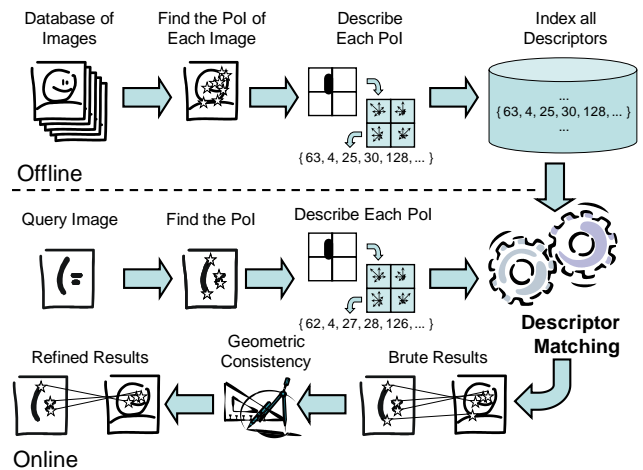 Database of
Images
Find the PoI of
Each Image
Describe
Each PoI
Index all
Descriptors
...
{ 63, 4, 25, 30, 128, ... }
...
{ 63, 4, 25, 30, 128, ... }
Offline
Query Image
Find the PoI
Describe Each PoI
{ 62, 4, 27, 28, 126, ... }
Descriptor
Matching
Refined Results
Geometric
Consistency
Brute Results
Online